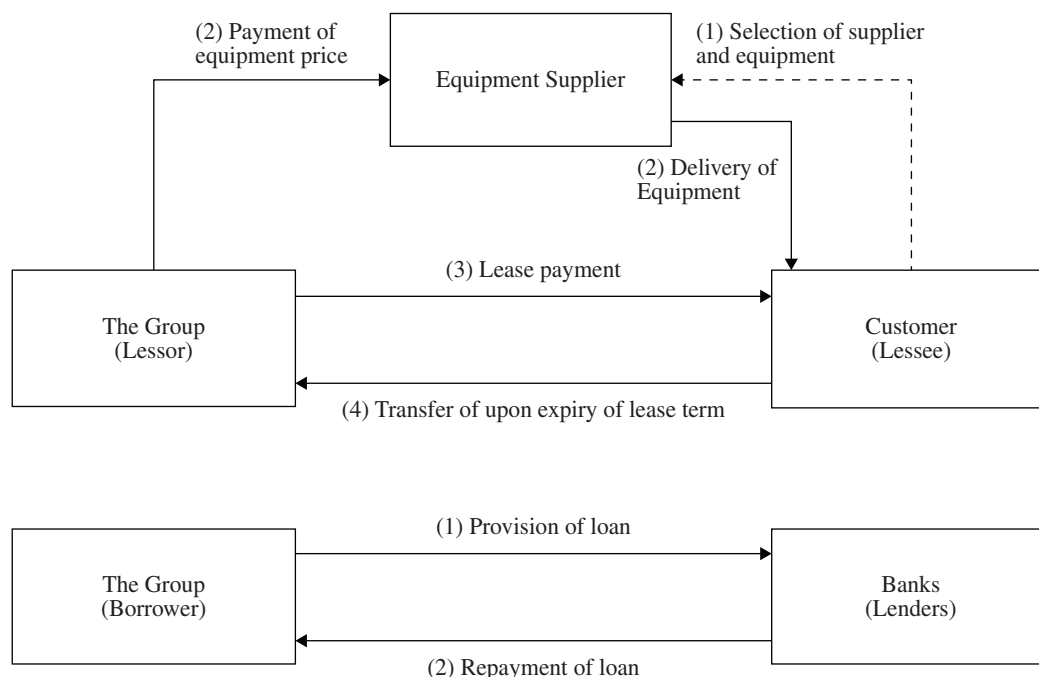 (2) Payment of
equipment price
Equipment Supplier
(1) Selection of supplier
and equipment
(2) Delivery of
Equipment
(3) Lease payment
The Group
(Lessor)
Customer
(Lessee)
(4) Transfer of upon expiry of lease term
(1) Provision of loan
The Group
(Borrower)
Banks
(Lenders)
(2) Repayment of loan